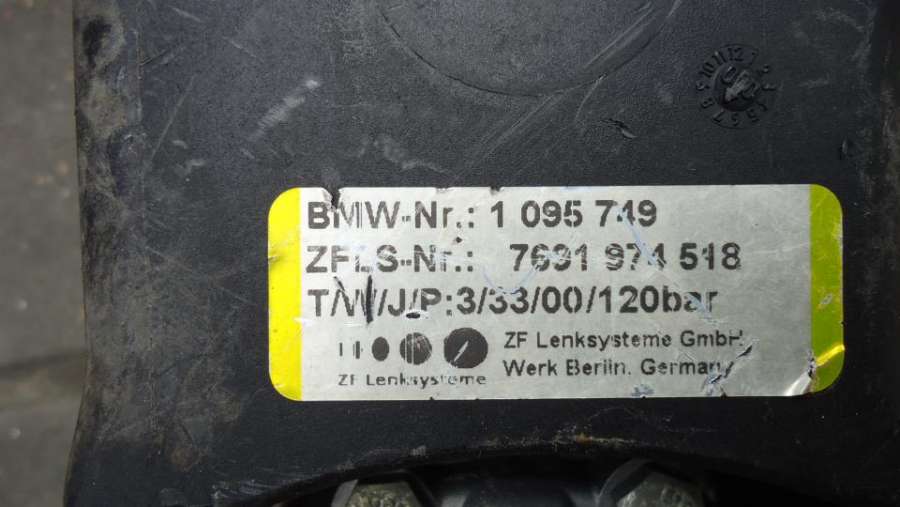 BMW-Nr.: 1 095 749
ZFLS-Nr.: 7691 974 518
T/W/J/P:3/33/00/120bar
ZF Lenksysteme GmbH
Werk Berlin, Germany
ZF Lenksysteme